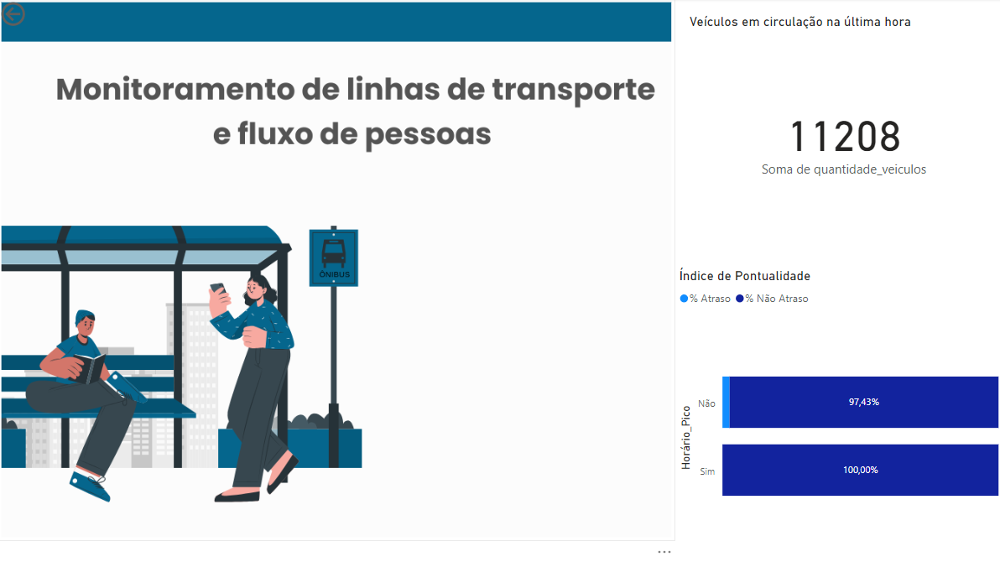 Monitoramento de linhas de transporte
e fluxo de pessoas
ÔNIBUS
Veículos em circulação na última hora
11208
Soma de quantidade_veiculos
Índice de Pontualidade
% Atraso % Não Atraso
Horário_Pico
Não
97,43%
Sim
100,00%